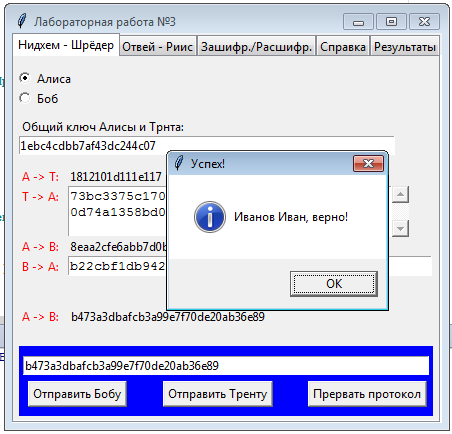 Лабораторная работа №3
Нидхем - Шрёдер
Отвей - Риис
Зашифр./Расшифр.
Справка
Результаты
Алиса
Боб
Общий ключ Алисы и Трнта:
1ebc4cdbb7af43dc244c07
Успех!
A -> T: 1812101d111e117
T -> A: 73bc3375c170
0d74a1358bd0
Иванов Иван, верно!
A -> B: 8eaa2cfe6abb7d0b
B -> A: b22cbf1db942
OK
A -> B: b473a3dbafcb3a99e7f70de20ab36e89
b473a3dbafcb3a99e7f70de20ab36e89
Отправить Бобу
Отправить Тренту
Прервать протокол